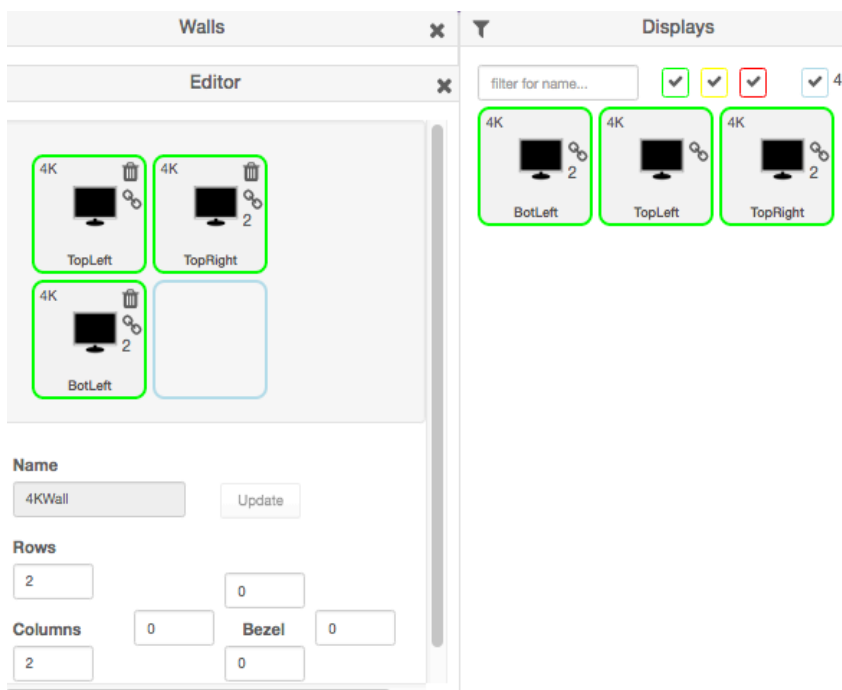 Walls
Displays
Editor
filter for name...
4
4K
4K
TopLeft
2
TopRight
4K
2
BotLeft
4K
2
BotLeft
4K
TopLeft
4K
2
TopRight
Name
4KWall
Update
Rows
2
0
Columns
0
Bezel
0
2
0